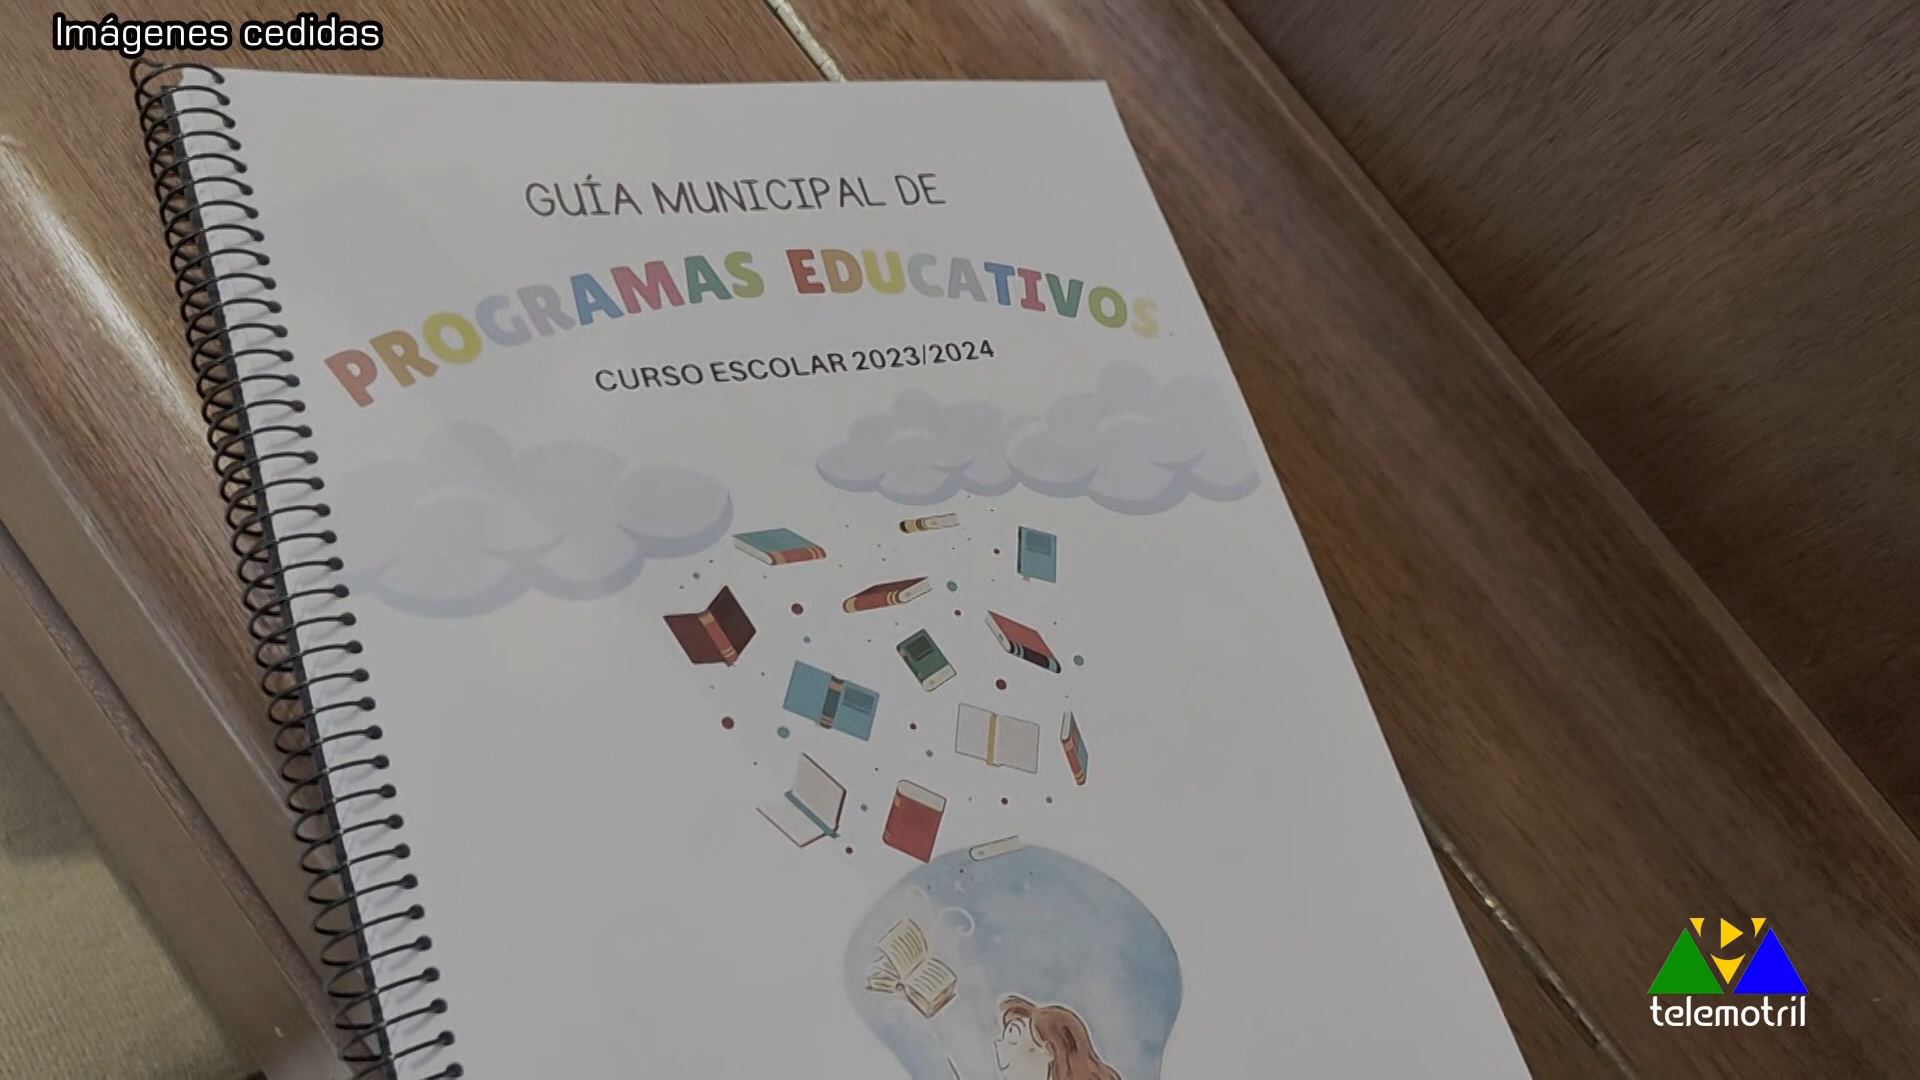 Imágenes cedidas
GUÍA MUNICIPAL DE
PROGRAMAS EDUCATIVOS.
CURSO ESCOLAR 2023/2024
telemotril